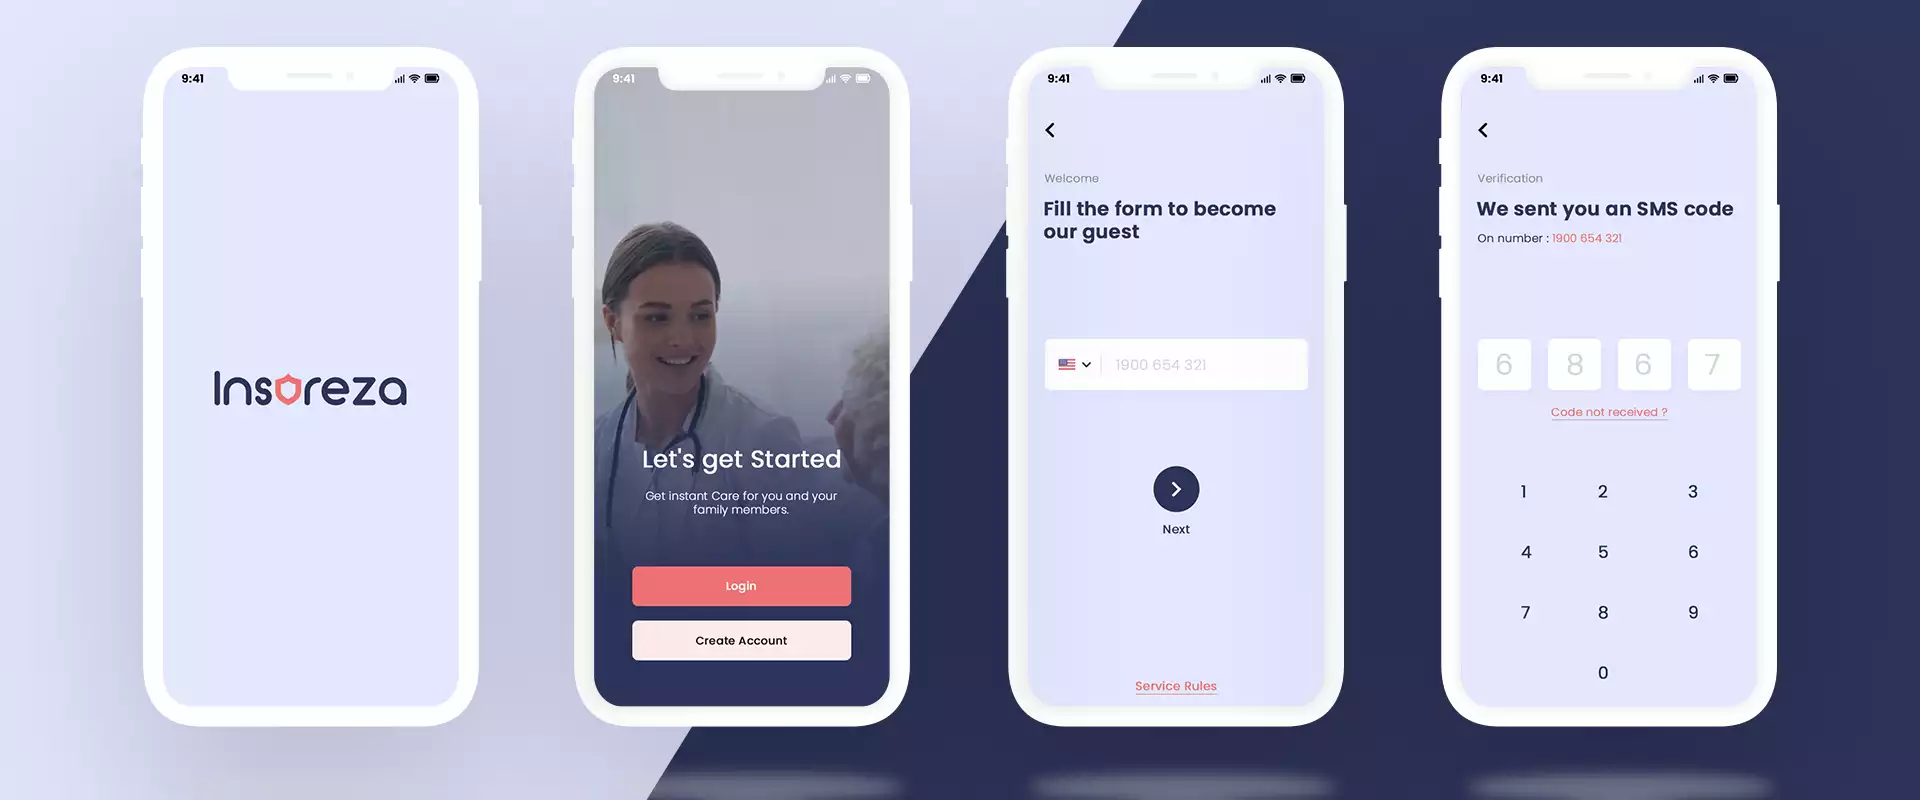 9:41
Insureza
9:41
Let's get Started
Get instant Care for you and your
family members.
Login
Create Account
9:41
Welcome
Fill the form to become
our guest
1900 654 321
Next
Service Rules
9:41
Verification
We sent you an SMS code
On number : 1900 654 321
6 8 6 7
Code not received ?
1 2 3
4 5 6
7 8 9
0